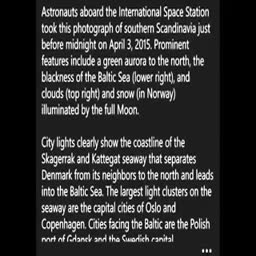 Astronauts aboard the International Space Station
took this photograph of southern Scandinavia just
before midnight on April 3, 2015. Prominent
features include a green aurora to the north, the
blackness of the Baltic Sea (lower right), and
clouds (top right) and snow (in Norway)
illuminated by the full Moon.
City lights clearly show the coastline of the
Skagerrak and Kattegat seaway that separates
Denmark from its neighbors to the north and leads
into the Baltic Sea. The largest light clusters on the
seaway are the capital cities of Oslo and
Copenhagen. Cities facing the Baltic are the Polish
port of Gdansk and the Swedish capital